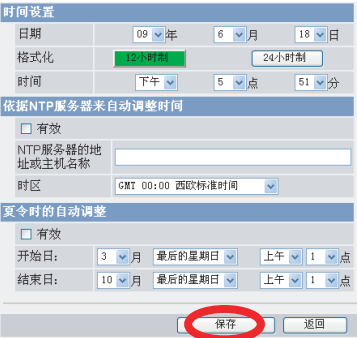 时间设置
日期 09 年 6 月 18 日
格式化 12小时制 24小时制
时间 下午 5 点 51 分
依据NTP服务器来自动调整时间
有效
NTP服务器的地
址或主机名称
时区 GMT 00:00 西欧标准时间
夏令时的自动调整
有效
开始日: 3 月 最后的星期日 上午 1 点
结束日: 10 月 最后的星期日 上午 1 点
保存 返回